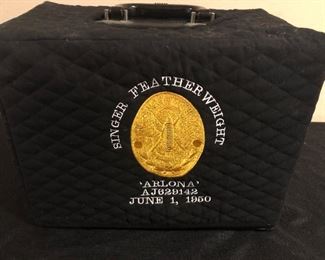 SINGER FEATHERWEIGHT
'ARLONA'
AJ629142
JUNE 1, 1950